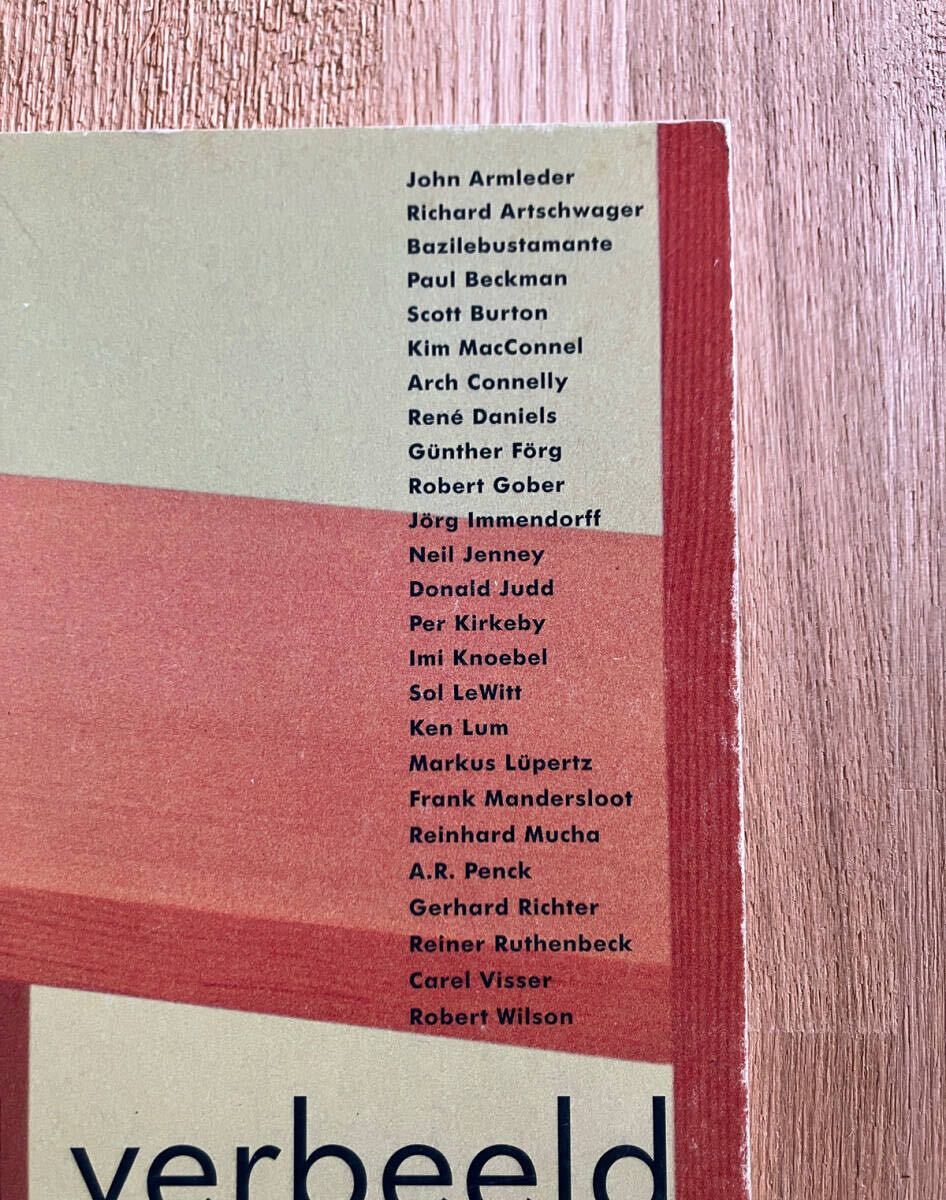 John Armleder
Richard Artschwager
Bazilebustamante
Paul Beckman
Scott Burton
Kim MacConnel
Arch Connelly
René Daniels
Günther Förg
Robert Gober
Jörg Immendorff
Neil Jenney
Donald Judd
Per Kirkeby
Imi Knoebel
Sol LeWitt
Ken Lum
Markus Lüpertz
Frank Mandersloot
Reinhard Mucha
A.R. Penck
Gerhard Richter
Reiner Ruthenbeck
Carel Visser
Robert Wilson
verbeeld